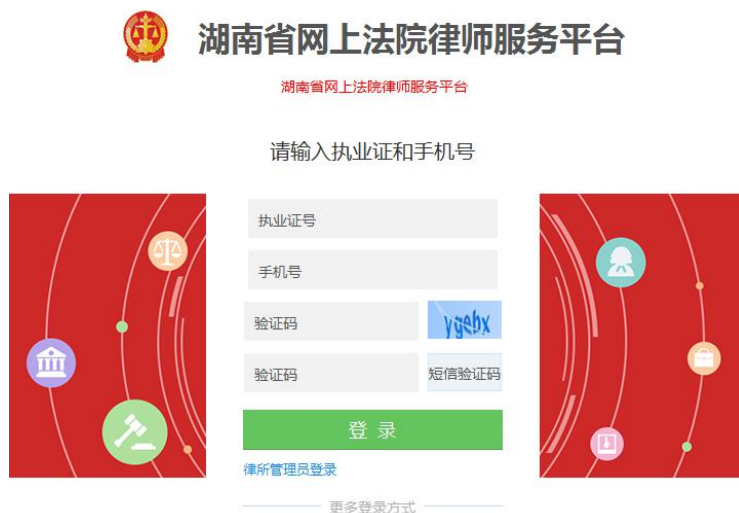 湖南省网上法院律师服务平台
湖南省网上法院律师服务平台
请输入执业证和手机号
执业证号
手机号
验证码 ygebx
验证码 短信验证码
登录
律所管理员登录
更多登录方式